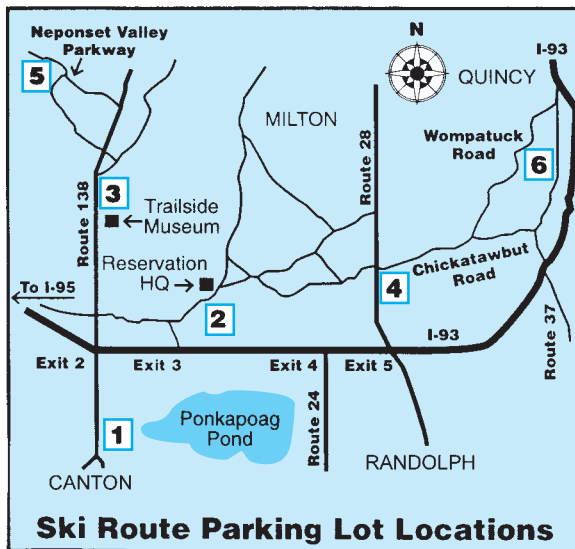 Neponset Valley
Parkway
N
I-93
QUINCY
5
MILTON
Wompatuck
Road
Route 28
6
3
Route 138
Trailside
Museum
Reservation
HQ
Chickatawbut
Road
To I-95
4
2
I-93
Route 37
Exit 2
Exit 3
Exit 4
Exit 5
Route 24
1
Ponkapoag
Pond
RANDOLPH
CANTON
Ski Route Parking Lot Locations